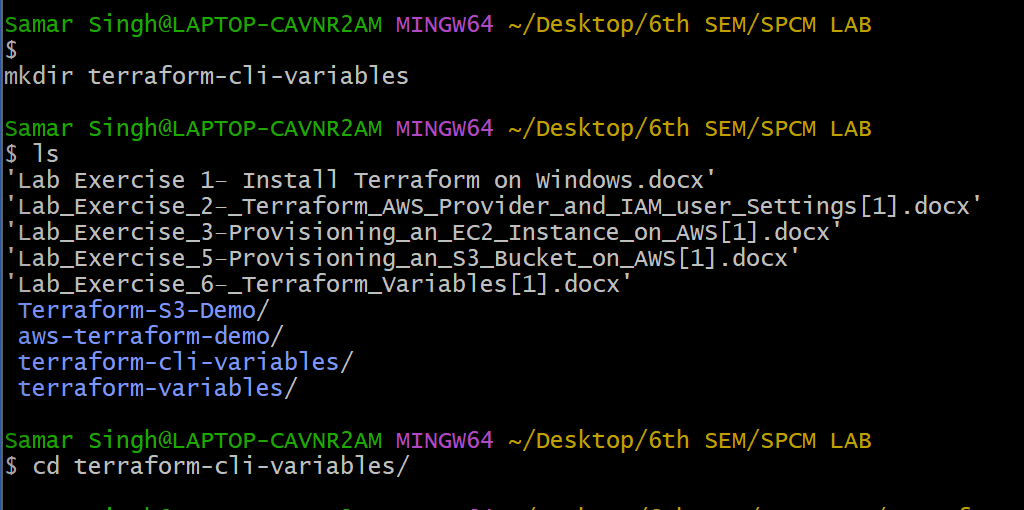 Samar Singh@LAPTOP-CAVNR2AM MINGW64 ~/Desktop/6th SEM/SPCM LAB
$
mkdir terraform-cli-variables
Samar Singh@LAPTOP-CAVNR2AM MINGW64 ~/Desktop/6th SEM/SPCM LAB
$ ls
'Lab Exercise 1- Install Terraform on Windows.docx'
'Lab_Exercise_2-_Terraform_AWS_Provider_and_IAM_user_Settings[1].docx'
'Lab_Exercise_3-Provisioning_an_EC2_Instance_on_AWS[1].docx'
'Lab_Exercise_5-Provisioning_an_S3_Bucket_on_AWS[1].docx'
'Lab_Exercise_6-_Terraform_Variables[1].docx'
Terraform-S3-Demo/
aws-terraform-demo/
terraform-cli-variables/
terraform-variables/
Samar Singh@LAPTOP-CAVNR2AM MINGW64 ~/Desktop/6th SEM/SPCM LAB
$ cd terraform-cli-variables/